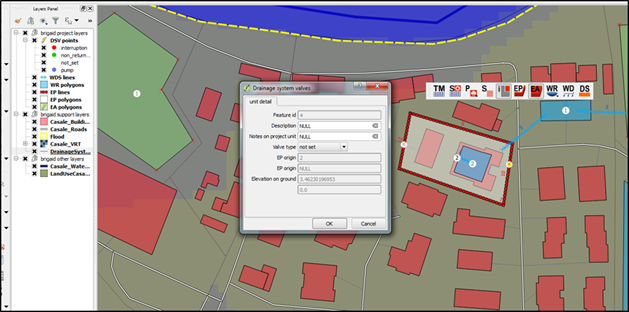 Layers Panel
brigad project layers
DSV points
interruption
non_return...
not_set
pump
WDS lines
WR polygons
EP lines
EP polygons
EA polygons
brigad support layers
Casale_Buildi...
Casale_Roads
Flood
Casale_VRT
DrainageSyst...
brigad other layers
Casale_Wate...
LandUseCasa...
Drainage system valves
unit detail
Feature id 4
Description NULL
Notes on project unit NULL
Valve type not set
EP origin 2
EP origin NULL
Elevation on ground 3.46230196953
0.0
OK Cancel
TM S P S EP EA WR WD DS
1
1
2
2